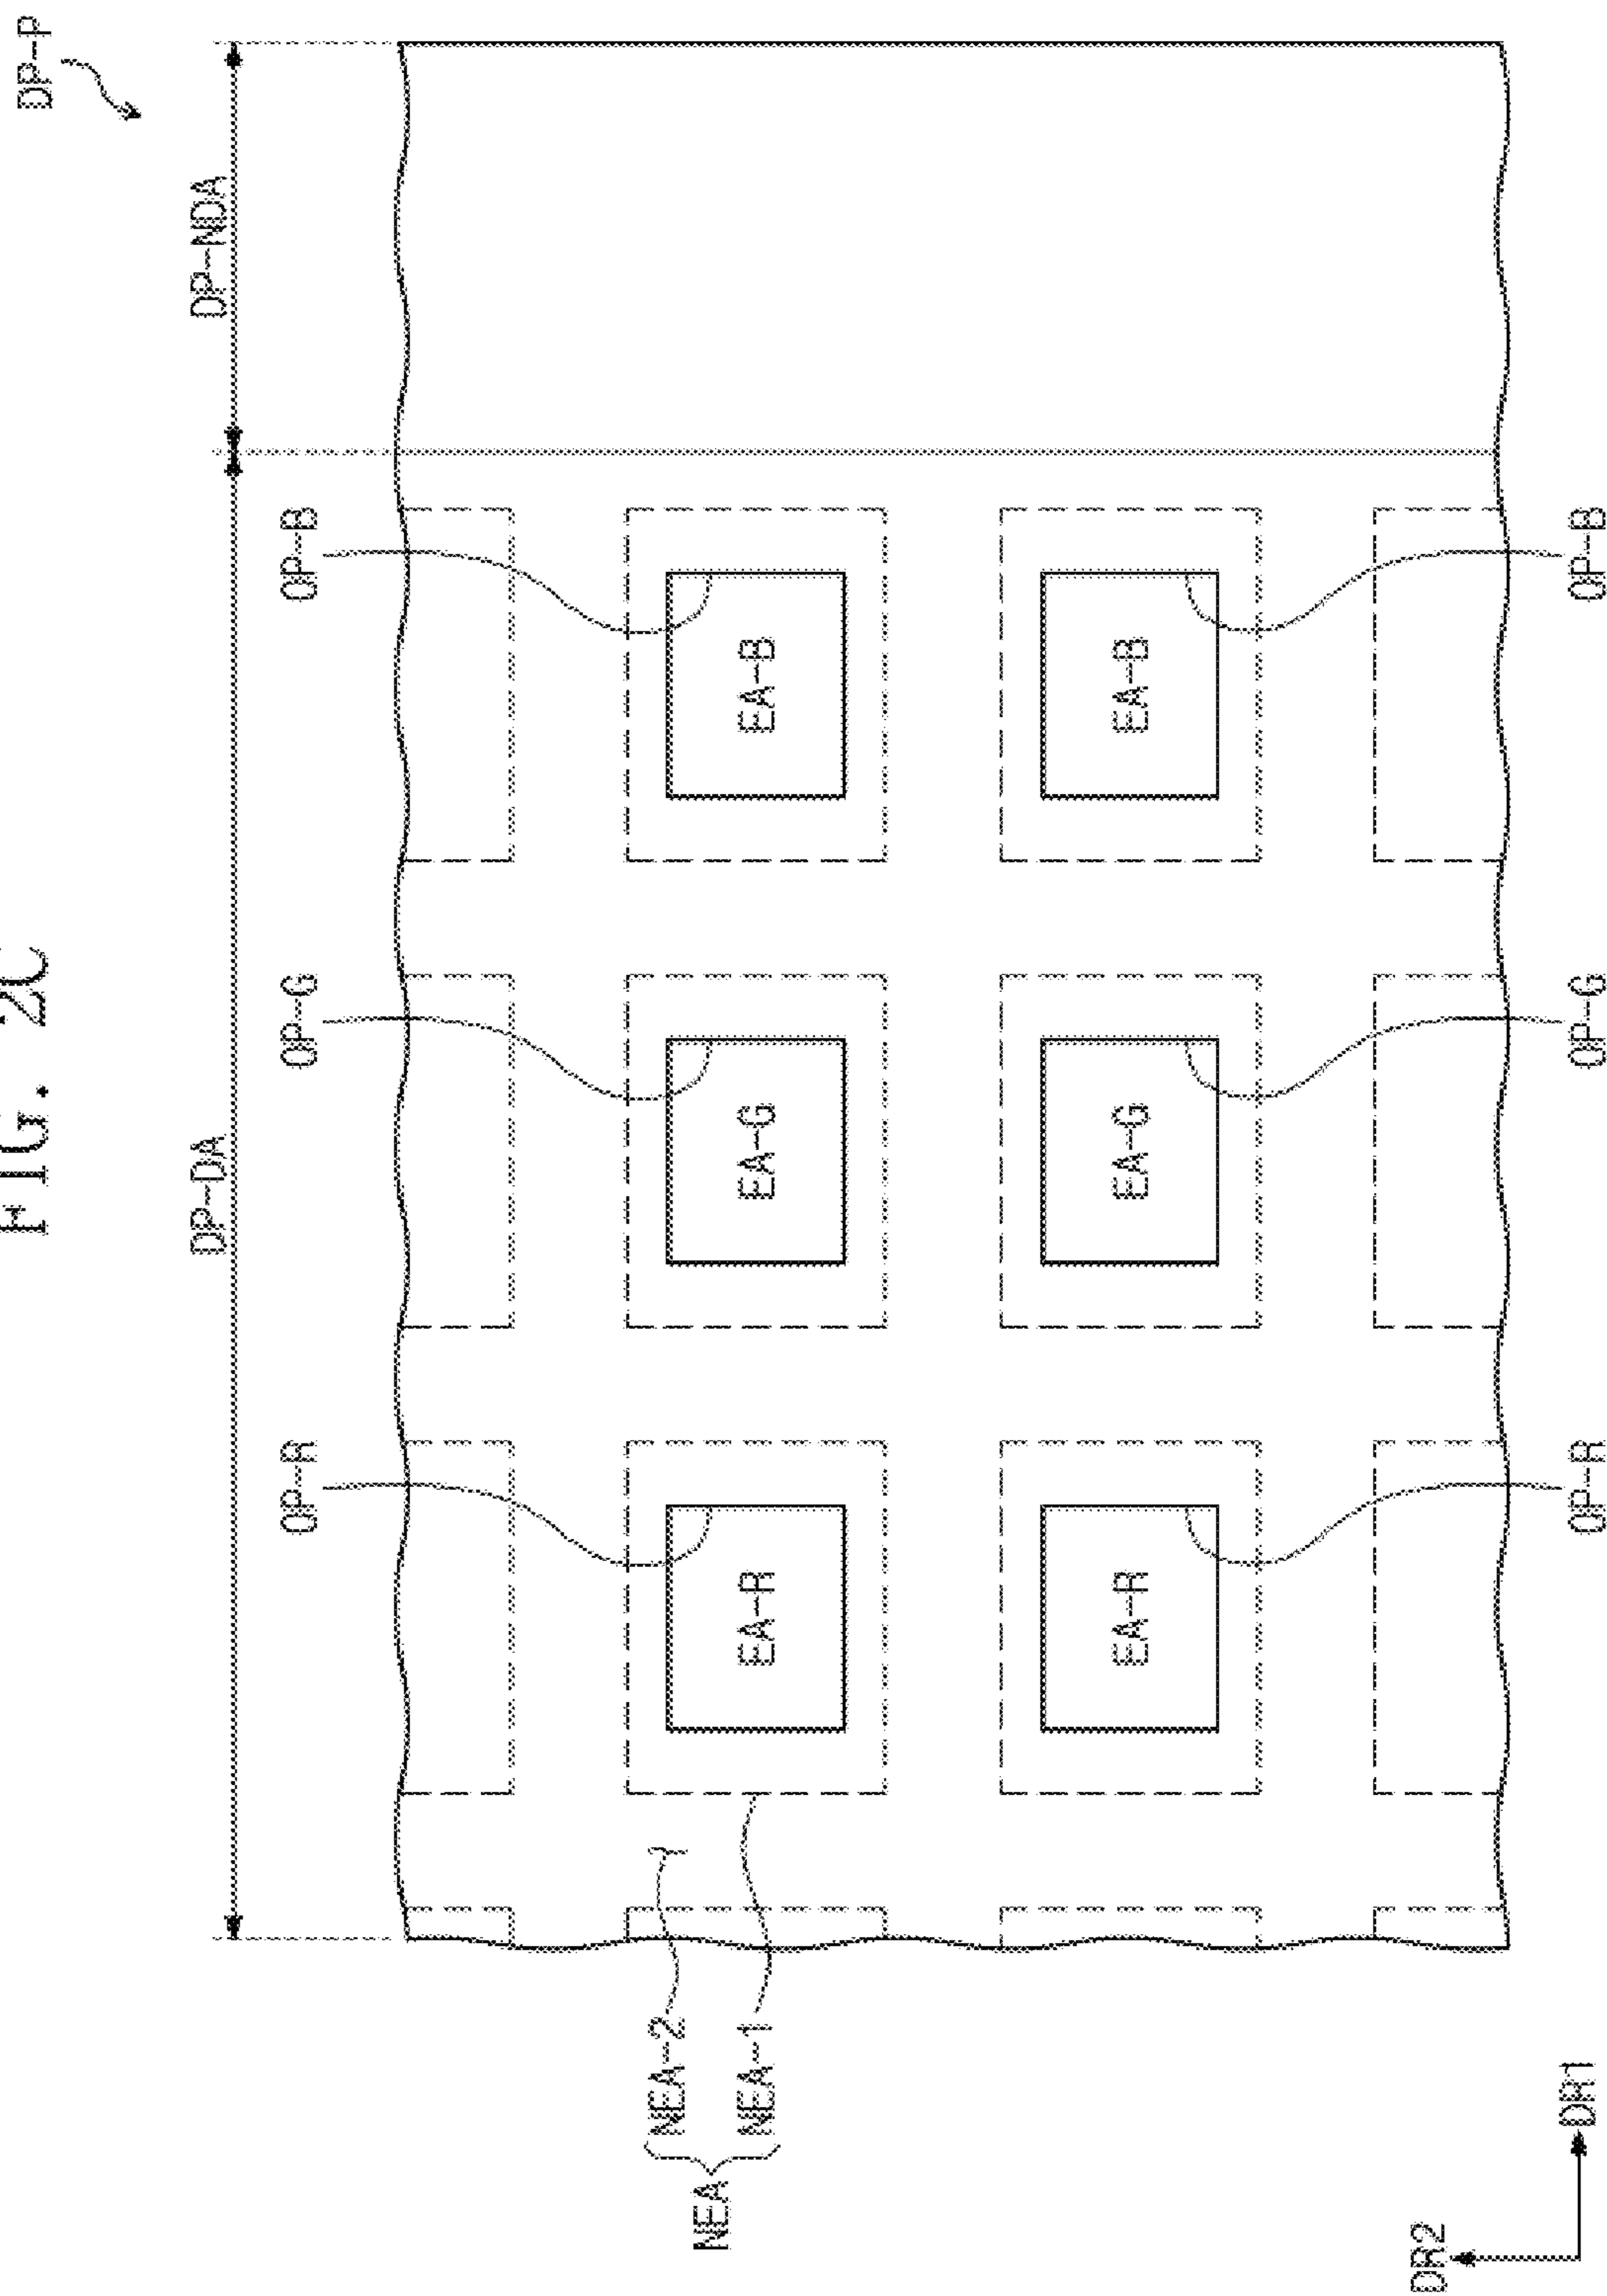 FIG. 2C
DP-P
DP-DA
DP-NDA
OP-R
OP-G
OP-B
EA-R
EA-G
EA-B
NEA-2
NEA-1
NEA
EA-R
EA-G
EA-B
OP-R
OP-G
OP-B
DR2
DR1